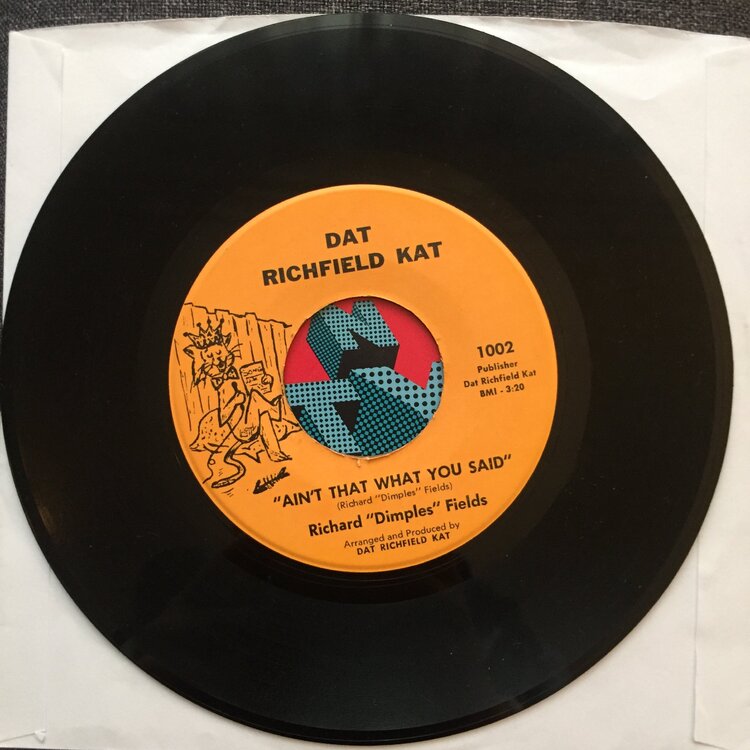 DAT
RICHFIELD KAT
1002
Publisher
Dat Richfield Kat
BMI - 3:20
"AIN'T THAT WHAT YOU SAID"
(Richard "Dimples" Fields)
Richard "Dimples" Fields
Arranged and Produced by
DAT RICHFIELD KAT